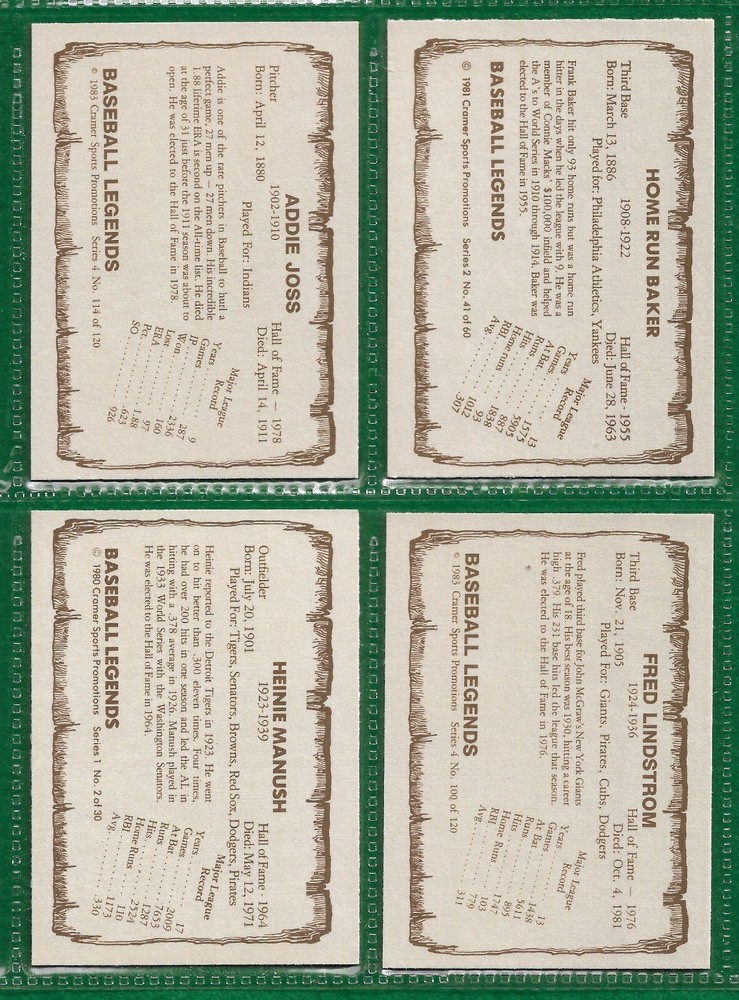 ADDIE JOSS
Pitcher 1902-1910 Hall of Fame — 1978
Born: April 12, 1880 Died: April 14, 1911
Played For: Indians
Addie is one of the rare pitchers in Baseball to hurl a
perfect game, 27 men up — 27 men down. His incredible
1.88 lifetime ERA is second on the All-time list. He died
at the age of 31 just before the 1911 season was about to
open. He was elected to the Hall of Fame in 1978.
Major League
Record
Years 9
Games 287
IP 2336
Won 160
Lost 97
ERA 1.88
Pct. .623
SO 926
BASEBALL LEGENDS
© 1983 Cramer Sports Promotions Series 4 No. 114 of 120
HOME RUN BAKER
Third Base 1908-1922 Hall of Fame - 1955
Born: March 13, 1886 Died: June 28, 1963
Played for: Philadelphia Athletics, Yankees
Frank Baker hit only 93 home runs but was a home run
hitter in the days when he led the league with 9. He was a
member of Connie Macks' $100,000 infield and helped
the A's to World Series in 1910 through 1914. Baker was
elected to the Hall of Fame in 1955.
Major League
Record
Years 13
Games 1575
At Bat 5905
Runs 887
Hits 1838
Home runs 93
RBI 1012
Avg. .307
BASEBALL LEGENDS
© 1981 Cramer Sports Promotions Series 2 No. 41 of 60
HEINIE MANUSH
Outfielder 1923-1939 Hall of Fame - 1964
Born: July 20, 1901 Died: May 12, 1971
Played For: Tigers, Senators, Browns, Red Sox, Dodgers, Pirates
Heinie reported to the Detroit Tigers in 1923. He went
on to hit better than .300 eleven times. Four times,
he had over 200 hits in one season and led the AL in
hitting with a .378 average in 1926. Manush played in
the 1933 World Series with the Washington Senators.
He was elected to the Hall of Fame in 1964.
Major League
Record
Years 17
Games 2009
At Bat 7653
Runs 1287
Hits 2524
Home Runs 110
RBI 1173
Avg. .330
BASEBALL LEGENDS
© 1980 Cramer Sports Promotions Series 1 No. 2 of 30
FRED LINDSTROM
Third Base 1924-1936 Hall of Fame — 1976
Born: Nov. 21, 1905 Died: Oct. 4, 1981
Played For: Giants, Pirates, Cubs, Dodgers
Fred played third base for John McGraw's New York Giants
at the age of 18. His best season was 1930, hitting a career
high .379. His 231 base hits led the league that season.
He was elected to the Hall of Fame in 1976.
Major League
Record
Years 13
Games 1438
At Bat 5611
Runs 895
Hits 1747
Home Runs 103
RBI 779
Avg. .311
BASEBALL LEGENDS
© 1983 Cramer Sports Promotions Series 4 No. 100 of 120